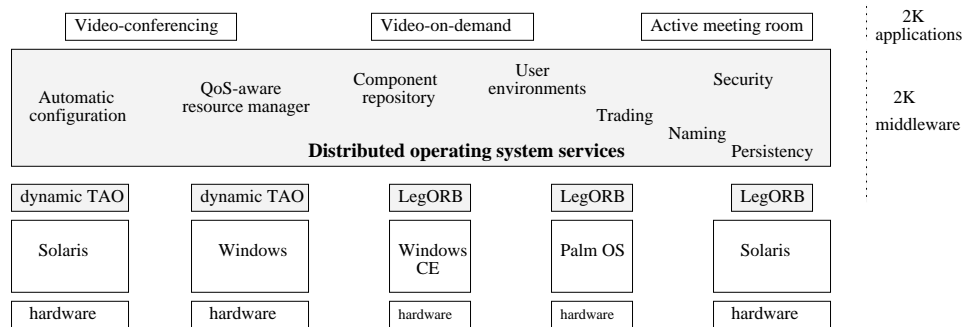 Video-conferencing
Video-on-demand
Active meeting room
2K
applications
Automatic
configuration
QoS-aware
resource manager
Component
repository
User
environments
Trading
Security
Naming
Persistency
Distributed operating system services
2K
middleware
dynamic TAO
dynamic TAO
LegORB
LegORB
LegORB
Solaris
Windows
Windows
CE
Palm OS
Solaris
hardware
hardware
hardware
hardware
hardware